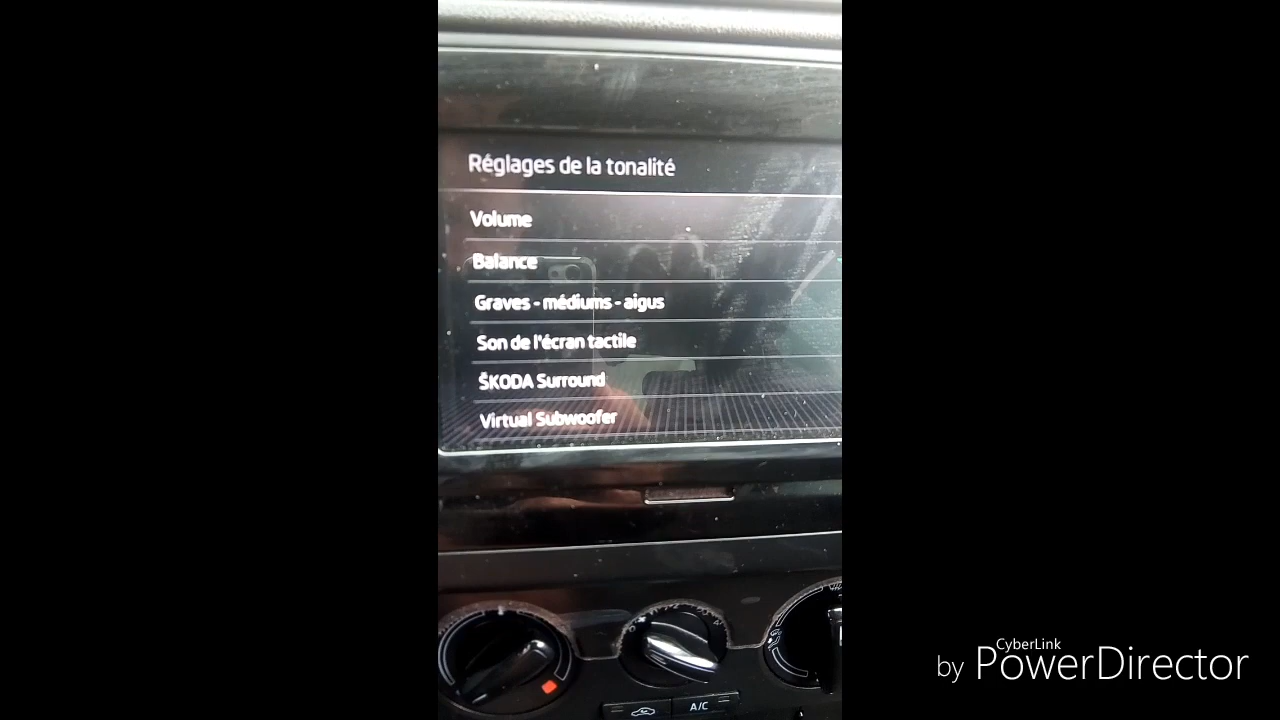 Réglages de la tonalité
Volume
Balance
Graves - médiums - aigus
Son de l'écran tactile
ŠKODA Surround
Virtual Subwoofer
A/C
CyberLink
by PowerDirector